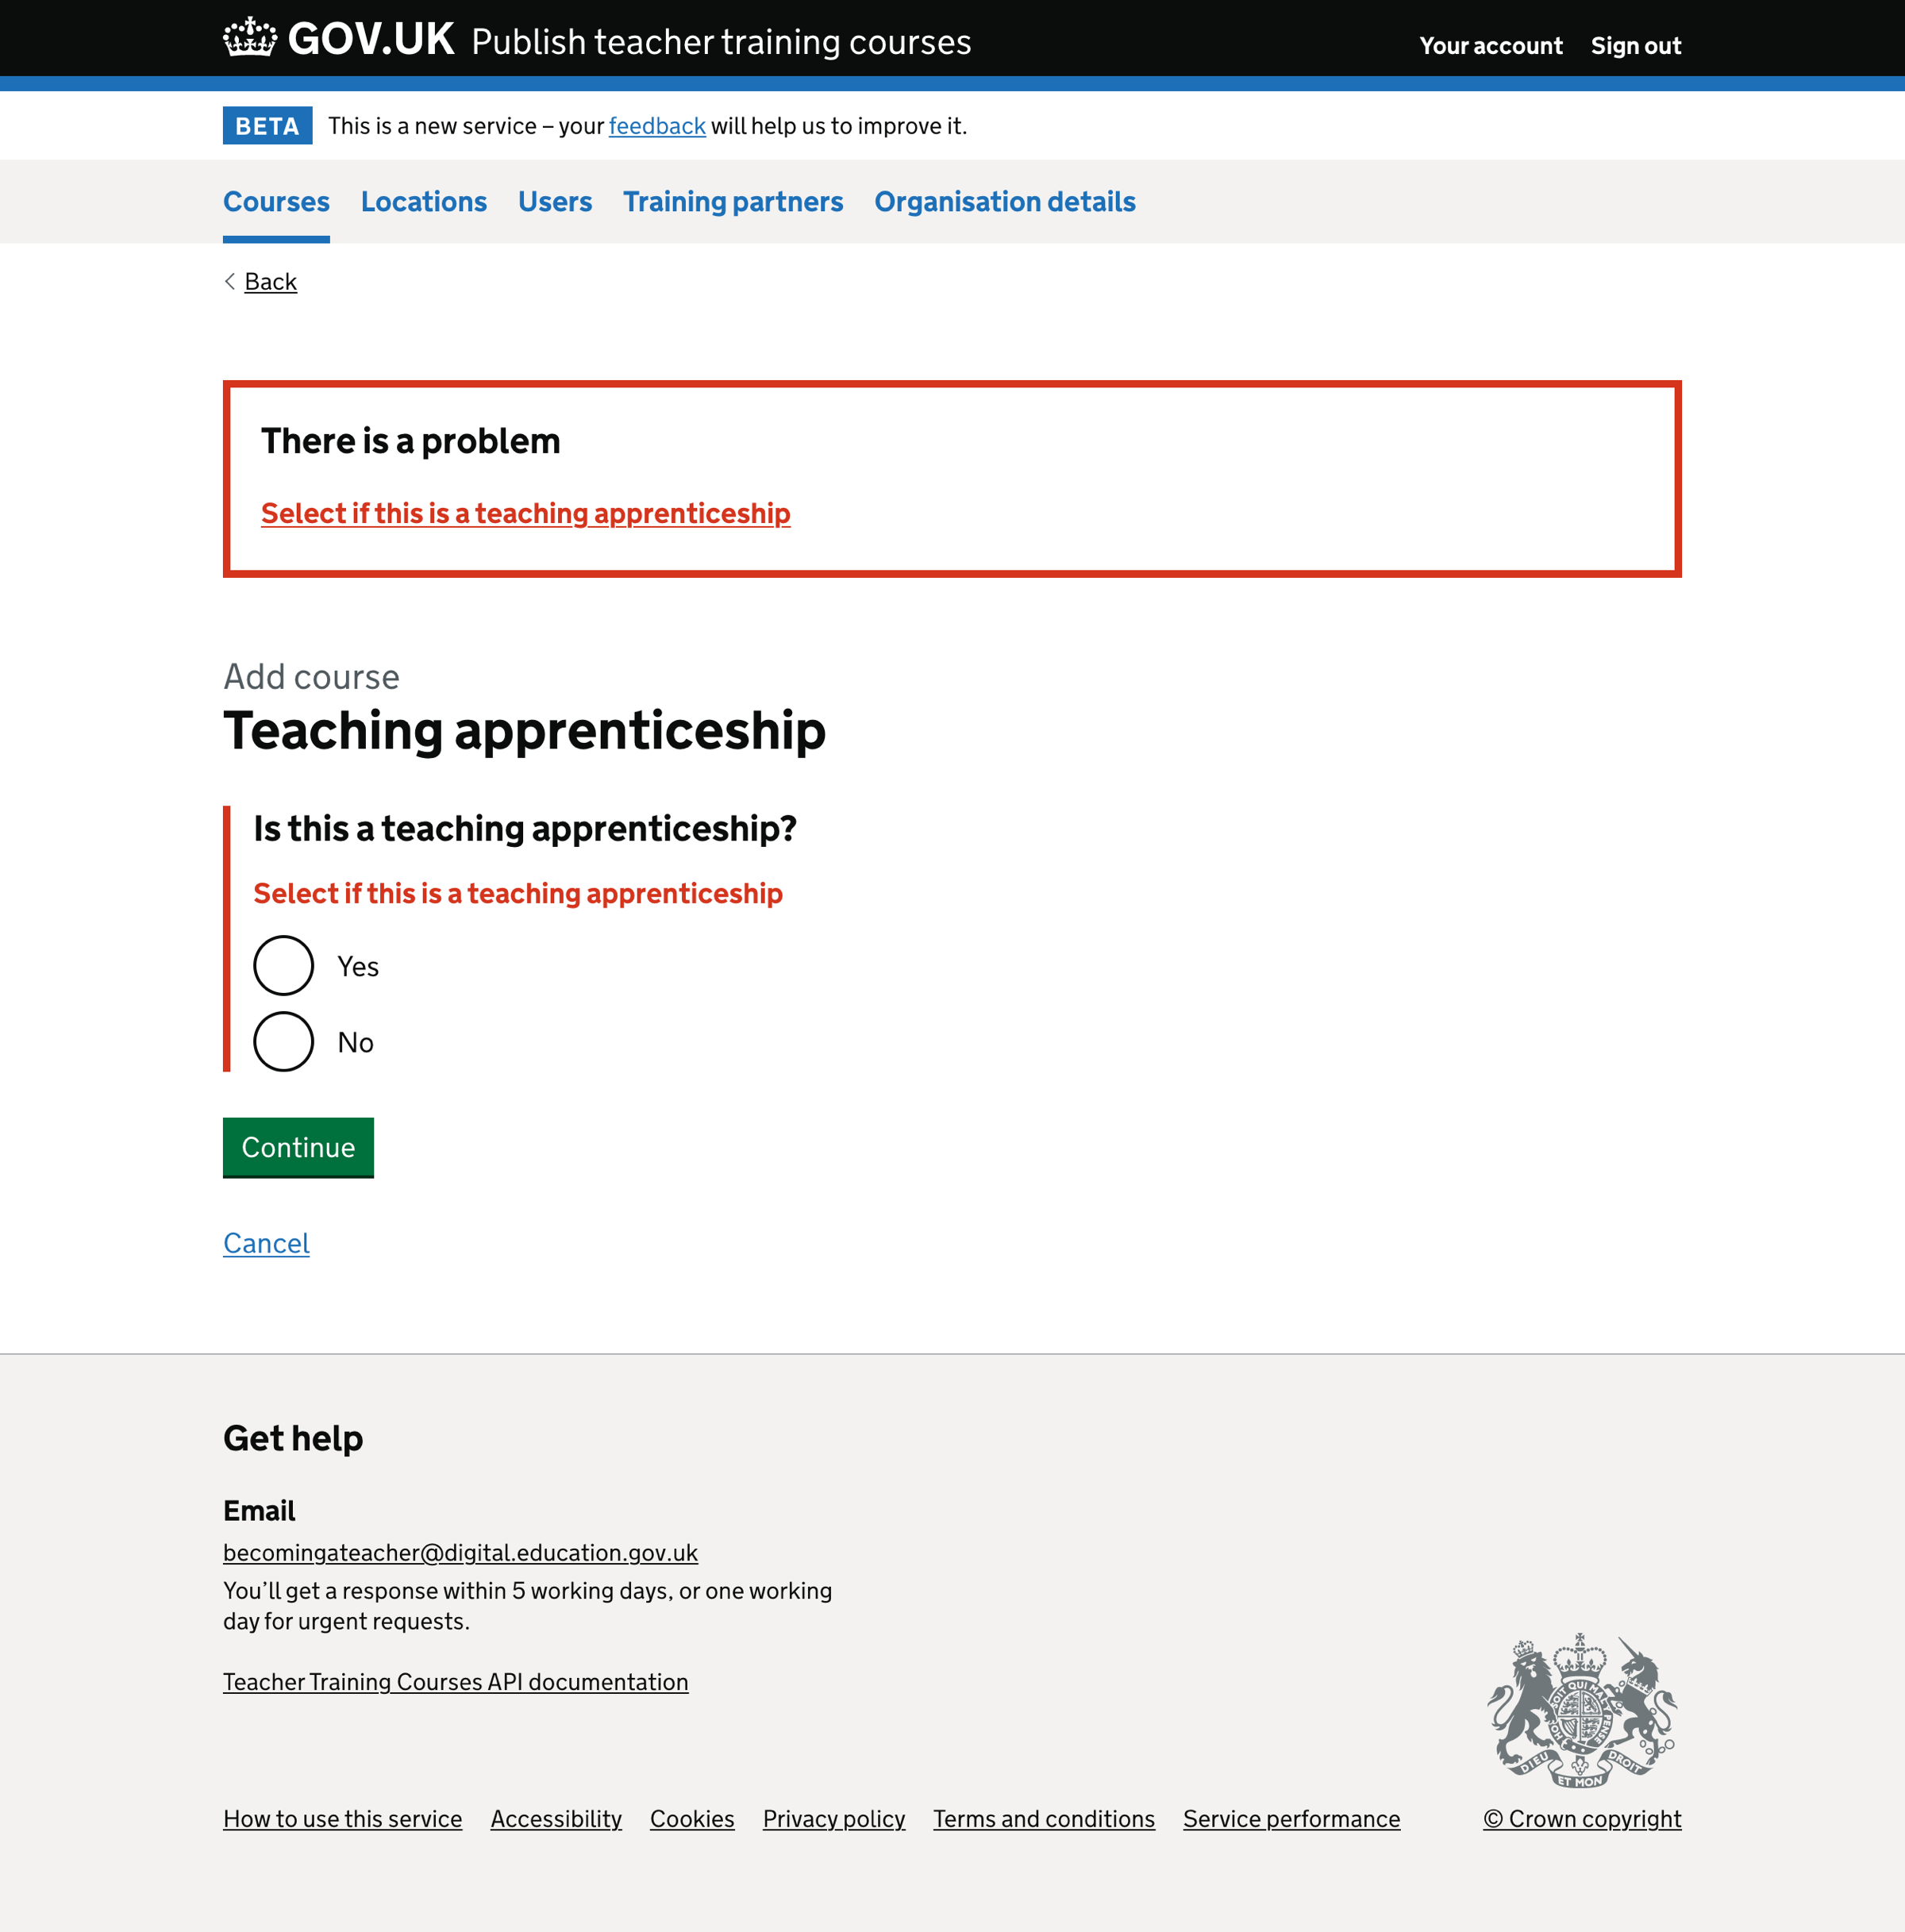 GOV.UK Publish teacher training courses
Your account Sign out
BETA This is a new service – your feedback will help us to improve it.
Courses Locations Users Training partners Organisation details
Back
There is a problem
Select if this is a teaching apprenticeship
Add course
Teaching apprenticeship
Is this a teaching apprenticeship?
Select if this is a teaching apprenticeship
Yes
No
Continue
Cancel
Get help
Email
becomingateacher@digital.education.gov.uk
You’ll get a response within 5 working days, or one working
day for urgent requests.
Teacher Training Courses API documentation
DIEU ET MON DROIT
How to use this service Accessibility Cookies Privacy policy Terms and conditions Service performance © Crown copyright